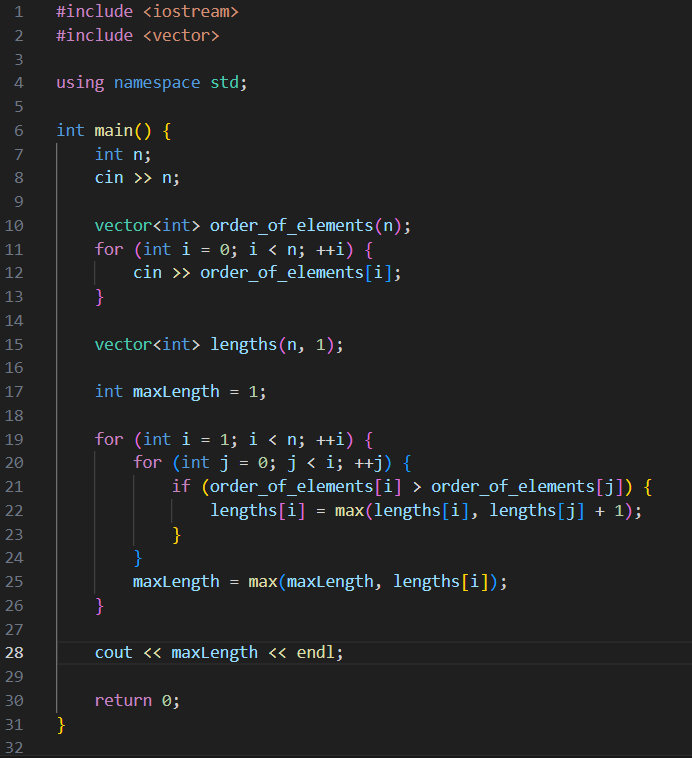 1 #include <iostream>
2 #include <vector>
3
4 using namespace std;
5
6 int main() {
7     int n;
8     cin >> n;
9
10     vector<int> order_of_elements(n);
11     for (int i = 0; i < n; ++i) {
12         cin >> order_of_elements[i];
13     }
14
15     vector<int> lengths(n, 1);
16
17     int maxLength = 1;
18
19     for (int i = 1; i < n; ++i) {
20         for (int j = 0; j < i; ++j) {
21             if (order_of_elements[i] > order_of_elements[j]) {
22                 lengths[i] = max(lengths[i], lengths[j] + 1);
23             }
24         }
25         maxLength = max(maxLength, lengths[i]);
26     }
27
28     cout << maxLength << endl;
29
30     return 0;
31 }
32